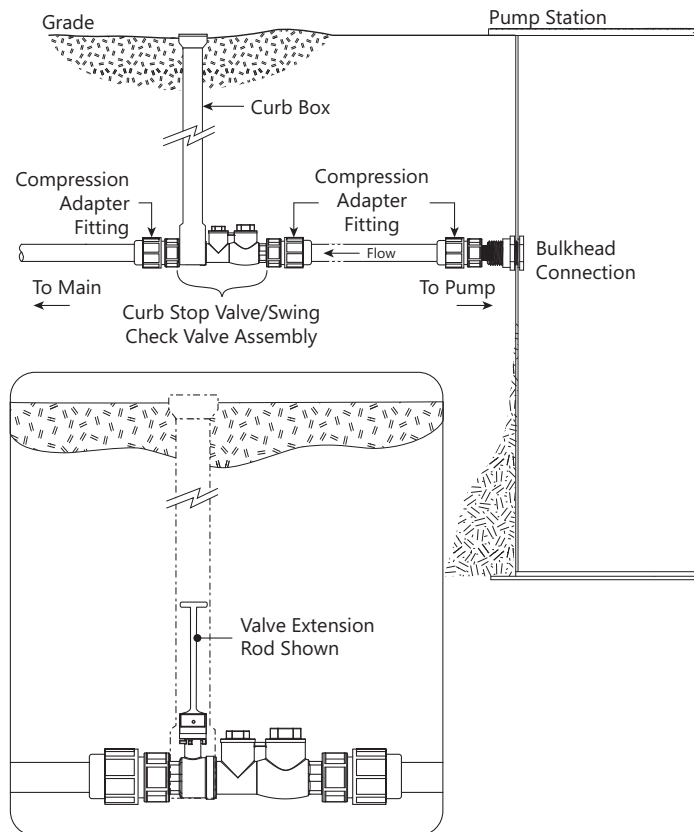 Grade
Pump Station
Curb Box
Compression
Adapter
Fitting
Compression
Adapter
Fitting
Flow
Bulkhead
Connection
To Main
To Pump
Curb Stop Valve/Swing
Check Valve Assembly
Valve Extension
Rod Shown